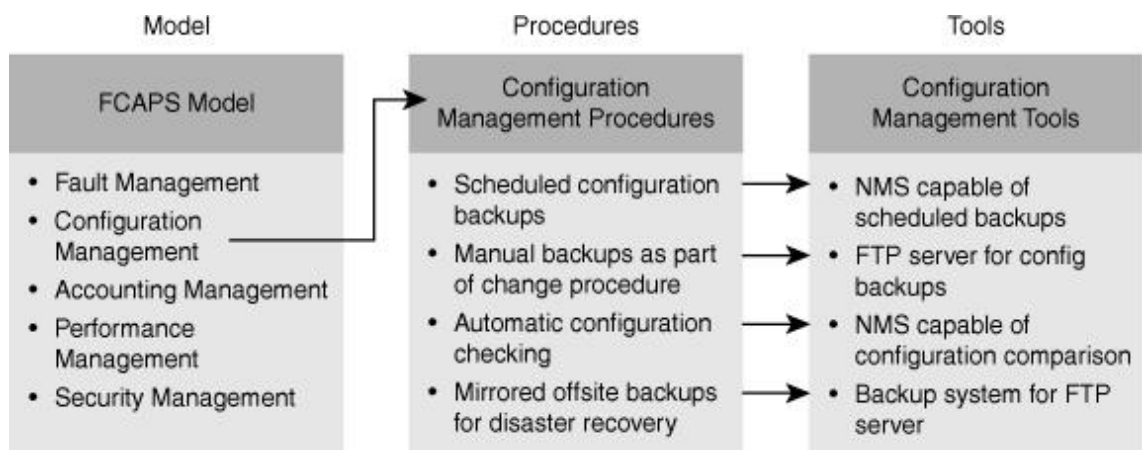 Model
FCAPS Model
• Fault Management
• Configuration
Management
• Accounting Management
• Performance
Management
• Security Management
Procedures
Configuration
Management Procedures
• Scheduled configuration
backups
• Manual backups as part
of change procedure
• Automatic configuration
checking
• Mirrored offsite backups
for disaster recovery
Tools
Configuration
Management Tools
• NMS capable of
scheduled backups
• FTP server for config
backups
• NMS capable of
configuration comparison
• Backup system for FTP
server